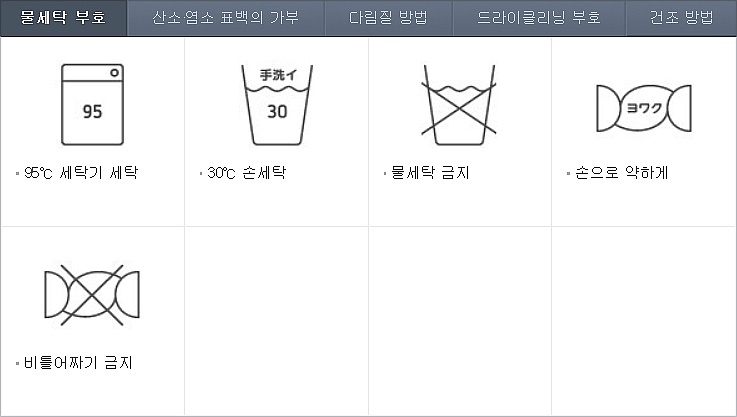 물세탁 부호 산소·염소 표백의 가부 다림질 방법 드라이클리닝 부호 건조 방법
95
手洗イ
30
ヨワク
· 95℃ 세탁기 세탁 · 30℃ 손세탁 · 물세탁 금지 · 손으로 약하게
· 비틀어짜기 금지